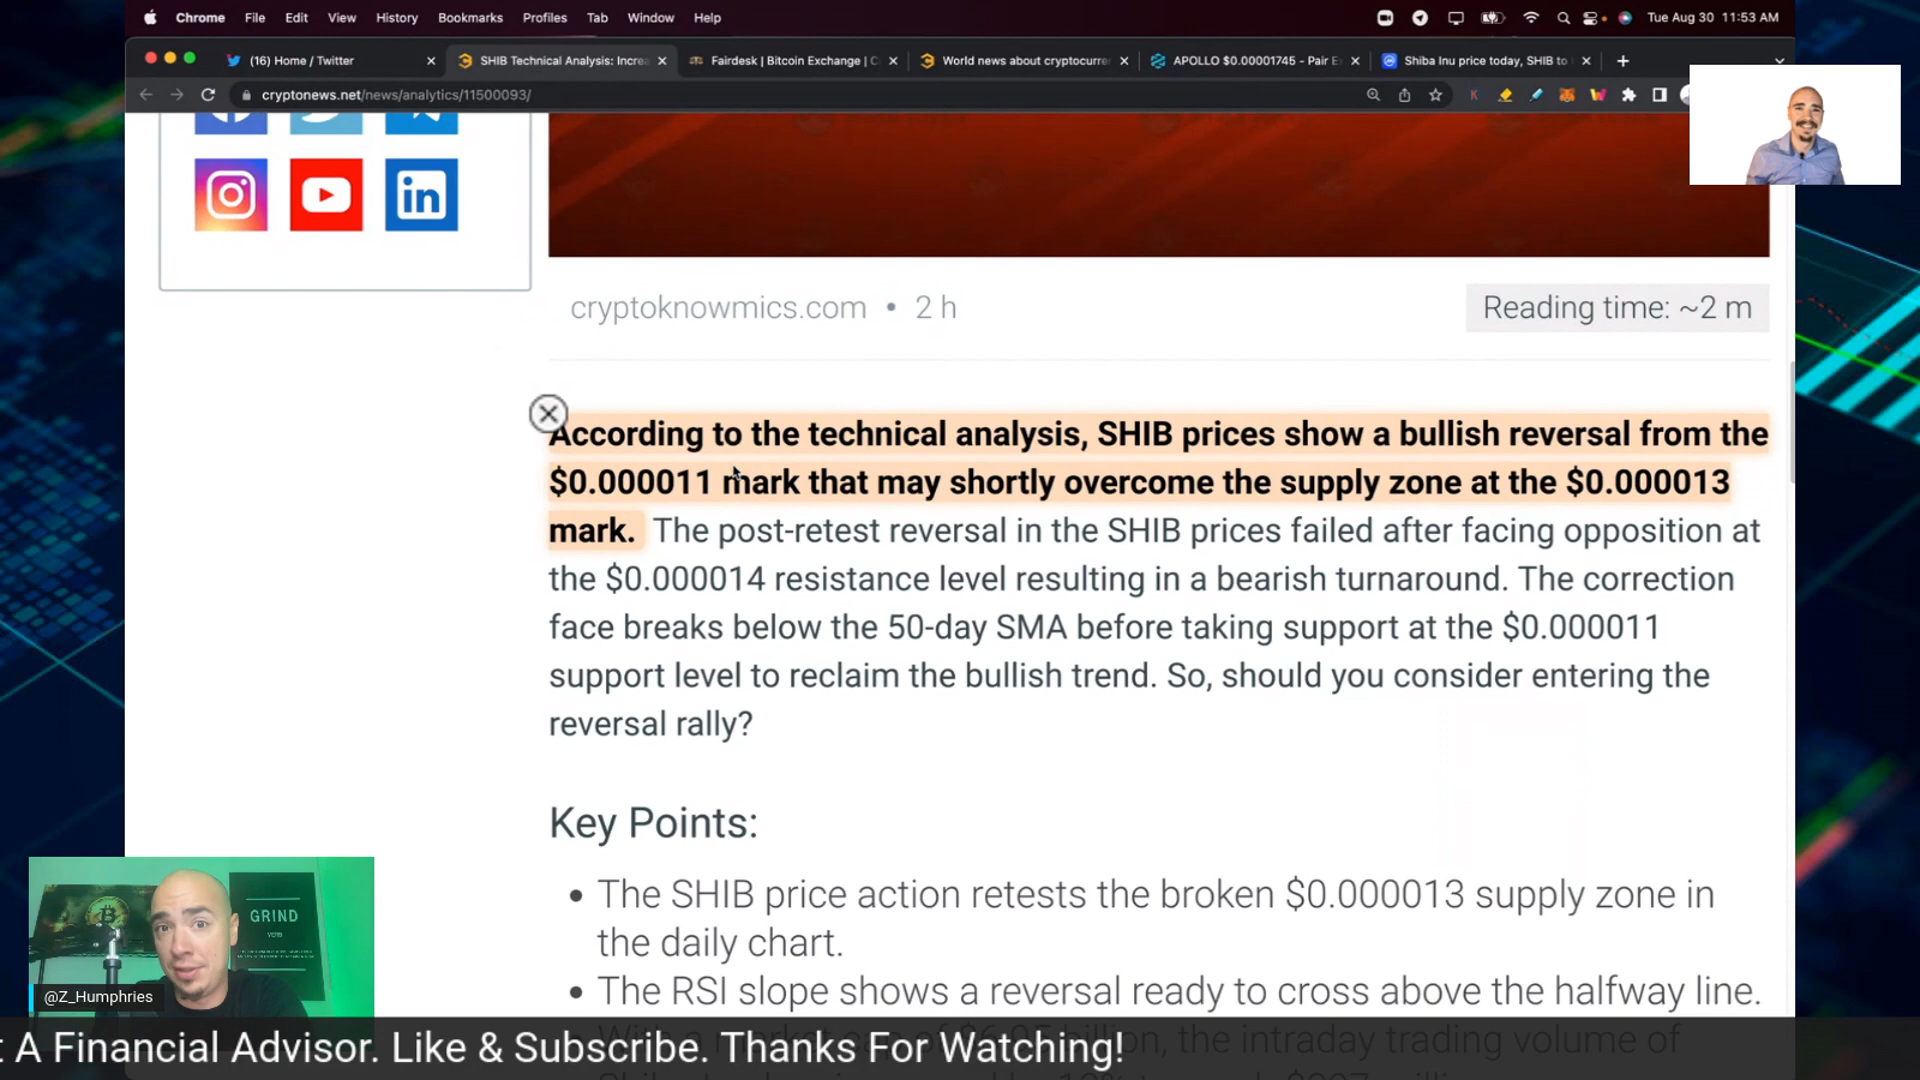 Chrome File Edit View History Bookmarks Profiles Tab Window Help
Tue Aug 30 11:53 AM
(16) Home / Twitter
SHIB Technical Analysis: Increa
Fairdesk | Bitcoin Exchange | C
World news about cryptocurre
APOLLO $0.00001745 - Pair E
Shiba Inu price today, SHIB to
cryptonews.net/news/analytics/11500093/
cryptoknowmics.com • 2 h
Reading time: ~2 m
According to the technical analysis, SHIB prices show a bullish reversal from the
$0.000011 mark that may shortly overcome the supply zone at the $0.000013
mark. The post-retest reversal in the SHIB prices failed after facing opposition at
the $0.000014 resistance level resulting in a bearish turnaround. The correction
face breaks below the 50-day SMA before taking support at the $0.000011
support level to reclaim the bullish trend. So, should you consider entering the
reversal rally?
Key Points:
• The SHIB price action retests the broken $0.000013 supply zone in
the daily chart.
• The RSI slope shows a reversal ready to cross above the halfway line.
the intraday trading volume of
GRIND
@Z_Humphries
A Financial Advisor. Like & Subscribe. Thanks For Watching!